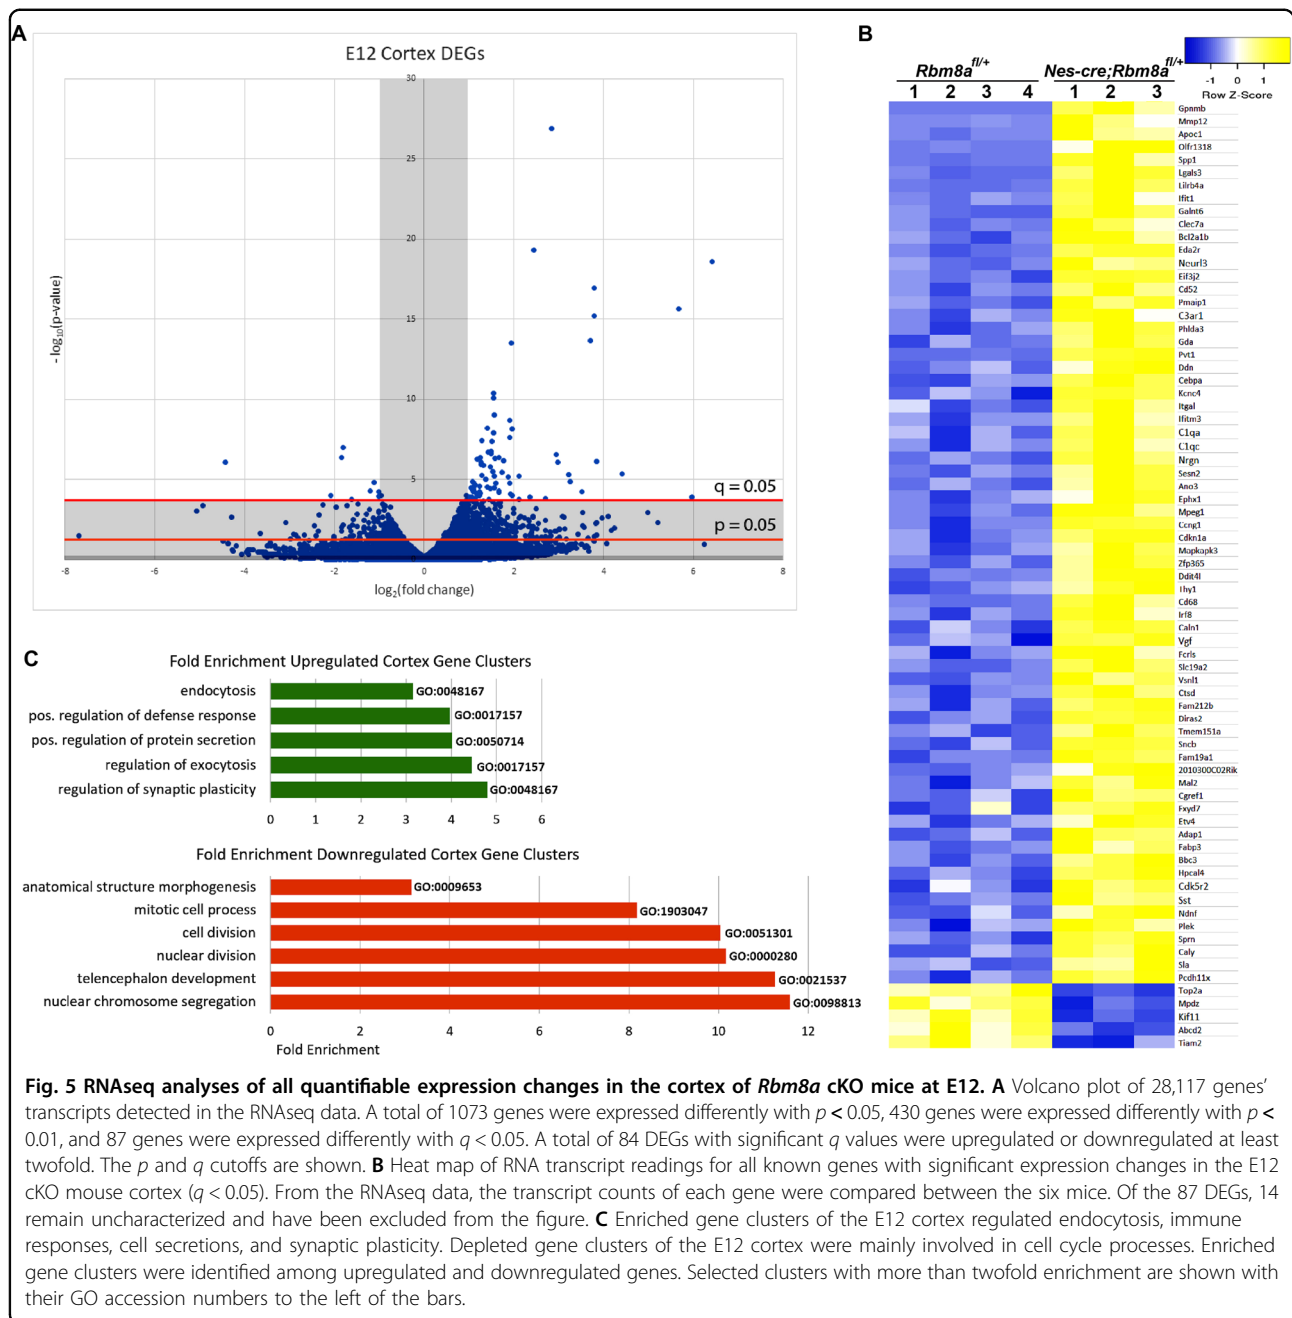 A
E12 Cortex DEGs
30
25
20
15
10
5
0
-log10(p-value)
q = 0.05
p = 0.05
-8 -6 -4 -2 0 2 4 6 8
log2(fold change)
B
Rbm8a fl/+
Nes-cre;Rbm8a fl/+
1 2 3 4 1 2 3
-1 0 1
Row Z-Score
Gpnmb
Mmp12
Apoc1
Olfr1318
Spp1
Lgals3
Lilrb4a
Ifit1
Galnt6
Clec7a
Bcl2a1b
Eda2r
Neurl3
Eif3j2
Cd52
Pmaip1
C3ar1
Phlda3
Gda
Pvt1
Ddn
Cebpa
Kcnc4
Itgal
Ifitm3
C1qa
C1qc
Nrgn
Sesn2
Ano3
Ephx1
Mpeg1
Ccng1
Cdkn1a
Mapkapk3
Zfp365
Ddit4l
Thy1
Cd68
Irf8
Caln1
Vgf
Fcrls
Slc19a2
Vsnl1
Ctsd
Fam212b
Diras2
Tmem151a
Sncb
Fam19a1
2010300C02Rik
Mal2
Cgref1
Fxyd7
Etv4
Adap1
Fabp3
Bbc3
Hpcal4
Cdk5r2
Sst
Ndnf
Plek
Sprn
Caly
Sla
Pcdh11x
Top2a
Mpdz
Kif11
Abcd2
Tiam2
C
Fold Enrichment Upregulated Cortex Gene Clusters
endocytosis GO:0048167
pos. regulation of defense response GO:0017157
pos. regulation of protein secretion GO:0050714
regulation of exocytosis GO:0017157
regulation of synaptic plasticity GO:0048167
0 1 2 3 4 5 6
Fold Enrichment Downregulated Cortex Gene Clusters
anatomical structure morphogenesis GO:0009653
mitotic cell process GO:1903047
cell division GO:0051301
nuclear division GO:0000280
telencephalon development GO:0021537
nuclear chromosome segregation GO:0098813
0 2 4 6 8 10 12
Fold Enrichment
Fig. 5 RNAseq analyses of all quantifiable expression changes in the cortex of Rbm8a cKO mice at E12. A Volcano plot of 28,117 genes'
transcripts detected in the RNAseq data. A total of 1073 genes were expressed differently with p < 0.05, 430 genes were expressed differently with p <
0.01, and 87 genes were expressed differently with q < 0.05. A total of 84 DEGs with significant q values were upregulated or downregulated at least
twofold. The p and q cutoffs are shown. B Heat map of RNA transcript readings for all known genes with significant expression changes in the E12
cKO mouse cortex (q < 0.05). From the RNAseq data, the transcript counts of each gene were compared between the six mice. Of the 87 DEGs, 14
remain uncharacterized and have been excluded from the figure. C Enriched gene clusters of the E12 cortex regulated endocytosis, immune
responses, cell secretions, and synaptic plasticity. Depleted gene clusters of the E12 cortex were mainly involved in cell cycle processes. Enriched
gene clusters were identified among upregulated and downregulated genes. Selected clusters with more than twofold enrichment are shown with
their GO accession numbers to the left of the bars.